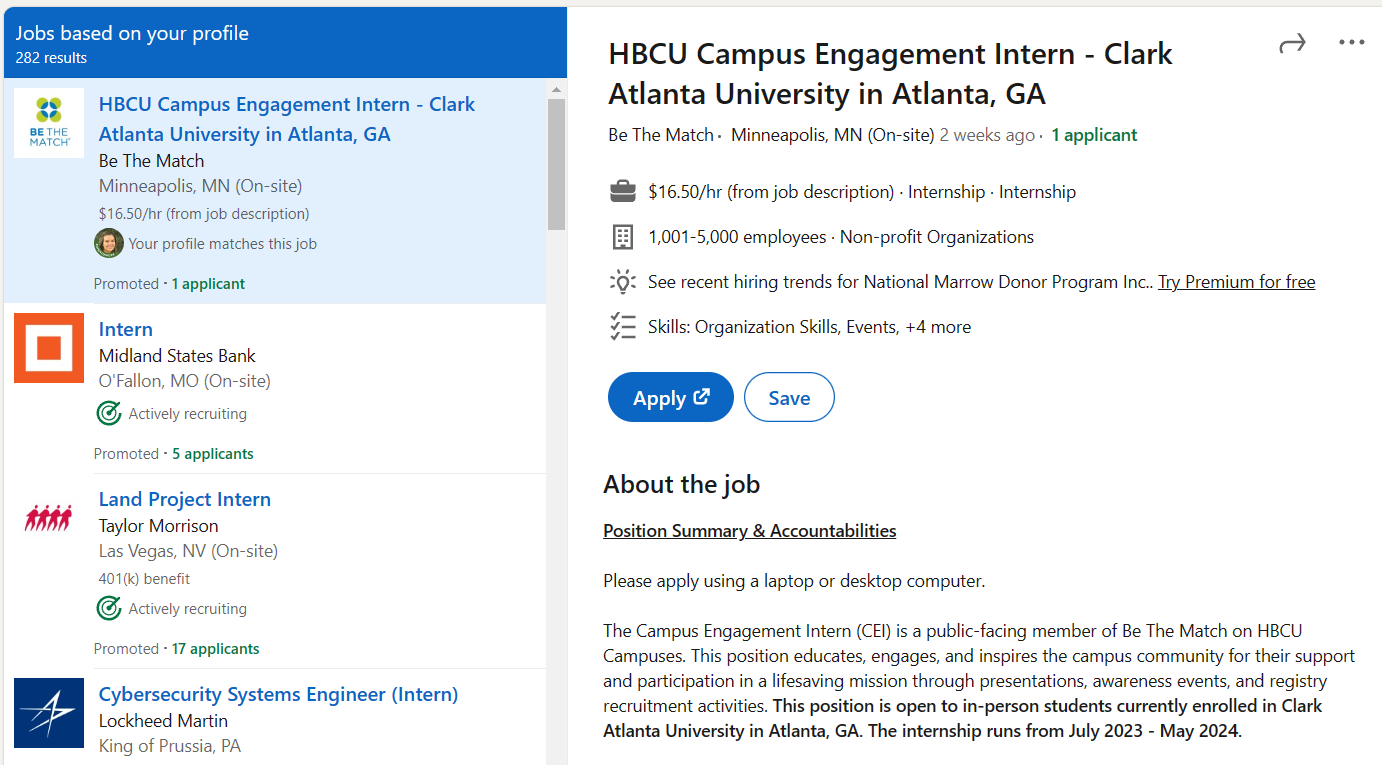 Jobs based on your profile
282 results
BE THE
MATCH
HBCU Campus Engagement Intern - Clark
Atlanta University in Atlanta, GA
Be The Match
Minneapolis, MN (On-site)
$16.50/hr (from job description)
Your profile matches this job
Promoted · 1 applicant
Intern
Midland States Bank
O'Fallon, MO (On-site)
Actively recruiting
Promoted · 5 applicants
Land Project Intern
Taylor Morrison
Las Vegas, NV (On-site)
401(k) benefit
Actively recruiting
Promoted · 17 applicants
Cybersecurity Systems Engineer (Intern)
Lockheed Martin
King of Prussia, PA
HBCU Campus Engagement Intern - Clark
Atlanta University in Atlanta, GA
Be The Match · Minneapolis, MN (On-site) 2 weeks ago · 1 applicant
$16.50/hr (from job description) · Internship · Internship
1,001-5,000 employees · Non-profit Organizations
See recent hiring trends for National Marrow Donor Program Inc.. Try Premium for free
Skills: Organization Skills, Events, +4 more
Apply
Save
About the job
Position Summary & Accountabilities
Please apply using a laptop or desktop computer.
The Campus Engagement Intern (CEI) is a public-facing member of Be The Match on HBCU
Campuses. This position educates, engages, and inspires the campus community for their support
and participation in a lifesaving mission through presentations, awareness events, and registry
recruitment activities. This position is open to in-person students currently enrolled in Clark
Atlanta University in Atlanta, GA. The internship runs from July 2023 - May 2024.